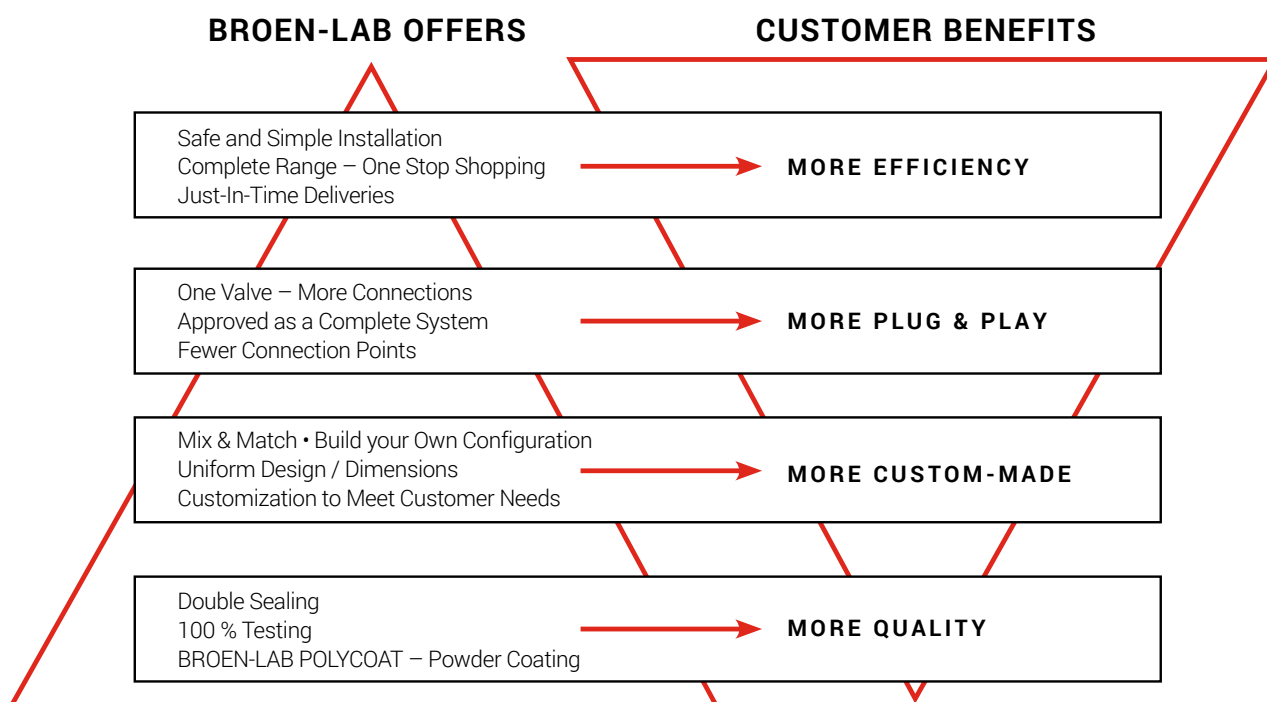 BROEN-LAB OFFERS
CUSTOMER BENEFITS
Safe and Simple Installation
Complete Range – One Stop Shopping
Just-In-Time Deliveries
MORE EFFICIENCY
One Valve – More Connections
Approved as a Complete System
Fewer Connection Points
MORE PLUG & PLAY
Mix & Match • Build your Own Configuration
Uniform Design / Dimensions
Customization to Meet Customer Needs
MORE CUSTOM-MADE
Double Sealing
100 % Testing
BROEN-LAB POLYCOAT – Powder Coating
MORE QUALITY